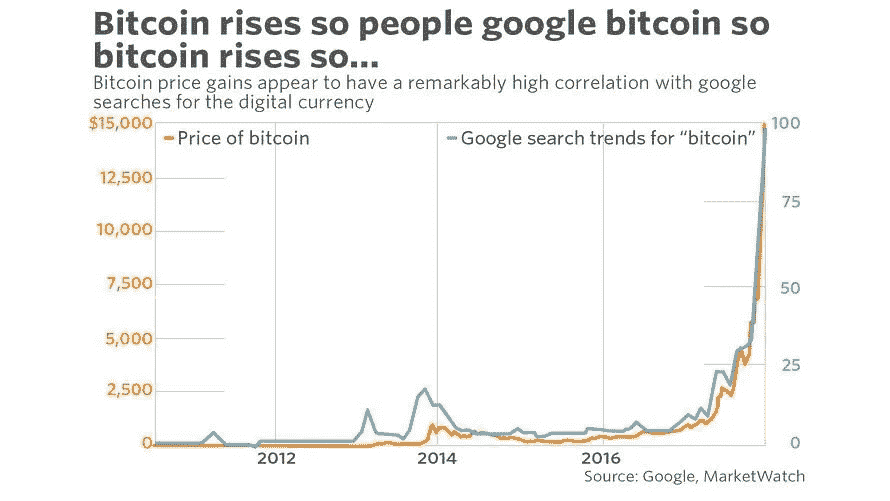 Bitcoin rises so people google bitcoin so
bitcoin rises so...
Bitcoin price gains appear to have a remarkably high correlation with google
searches for the digital currency
$15,000
Price of bitcoin
Google search trends for “bitcoin”
100
12,500
75
10,000
7,500
50
5,000
25
2,500
0
0
2012
2014
2016
Source: Google, MarketWatch